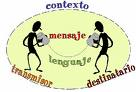 contexto
mensaje
lenguaje
transmisor
destinatario